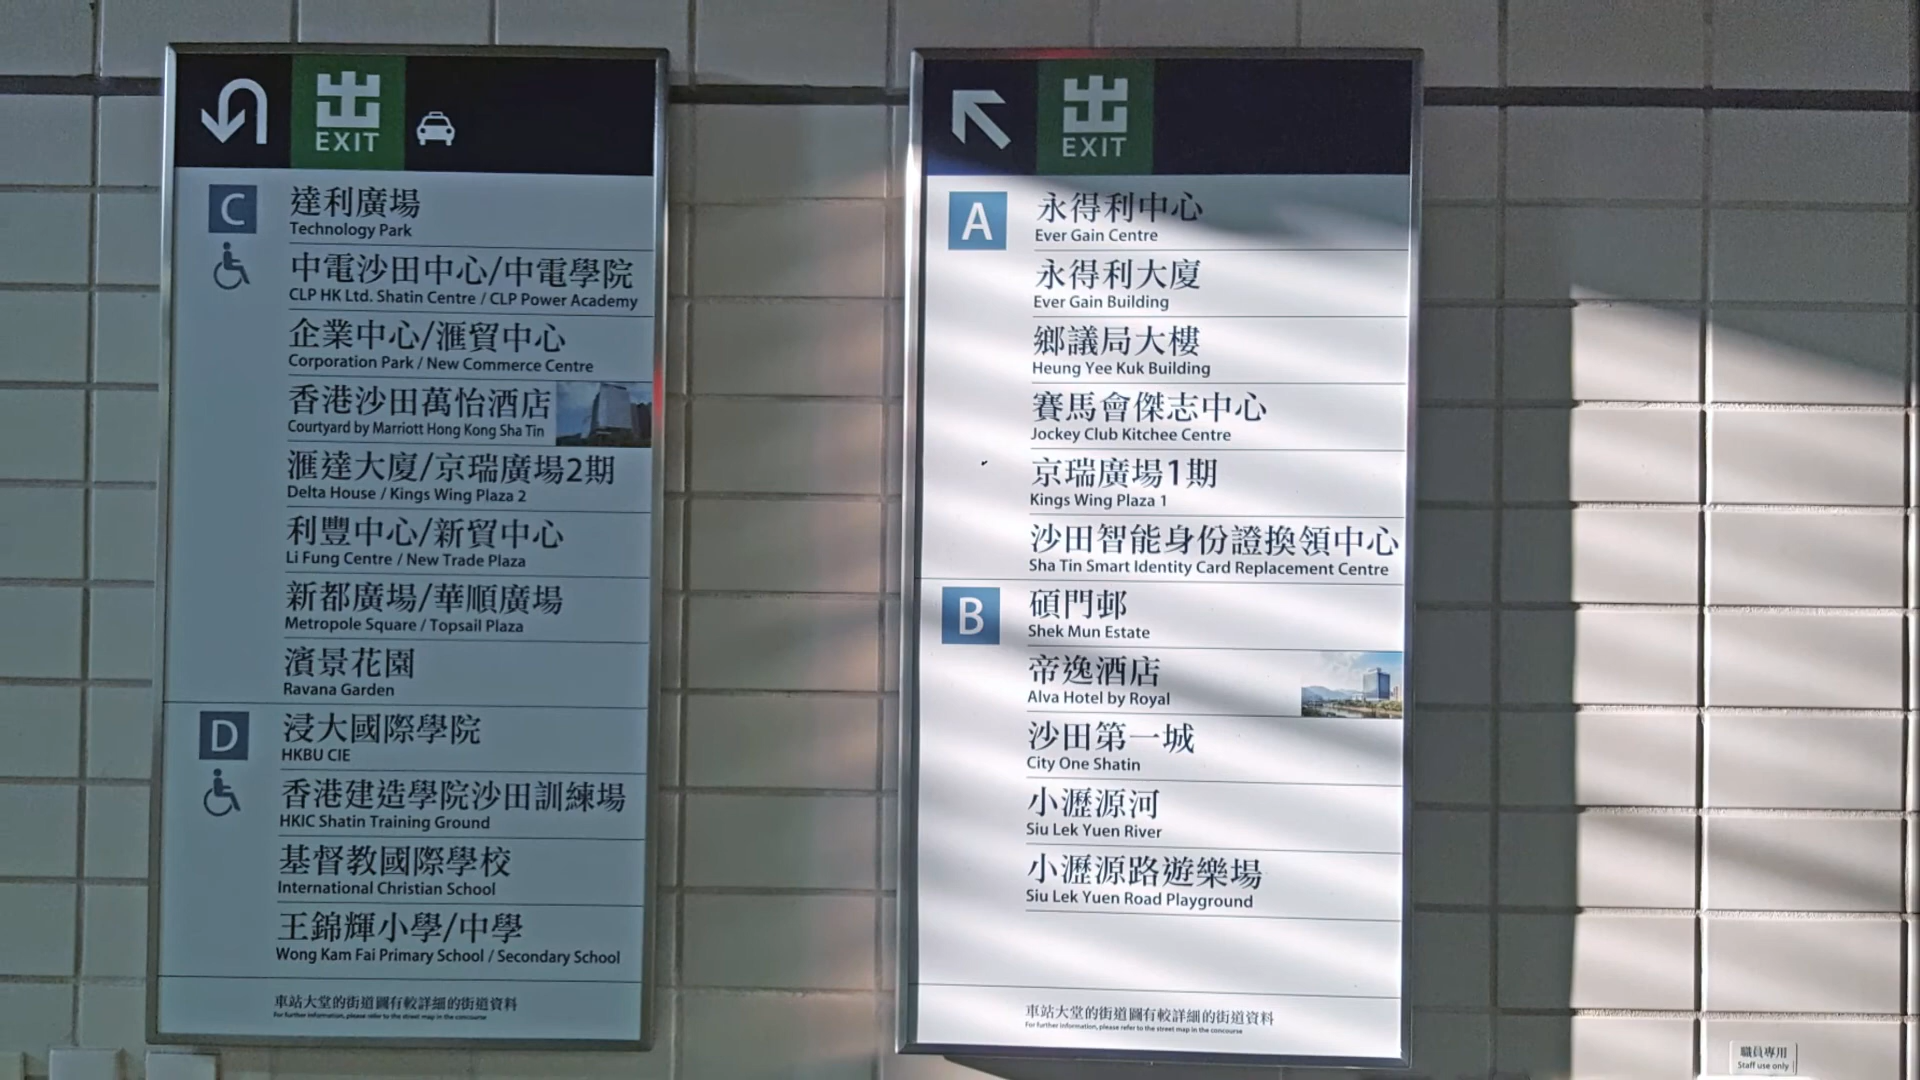 出
EXIT
C
達利廣場
Technology Park
中電沙田中心/中電學院
CLP HK Ltd. Shatin Centre / CLP Power Academy
企業中心/滙貿中心
Corporation Park / New Commerce Centre
香港沙田萬怡酒店
Courtyard by Marriott Hong Kong Sha Tin
滙達大廈/京瑞廣場2期
Delta House / Kings Wing Plaza 2
利豐中心/新貿中心
Li Fung Centre / New Trade Plaza
新都廣場/華順廣場
Metropole Square / Topsail Plaza
濱景花園
Ravana Garden
D
浸大國際學院
HKBU CIE
香港建造學院沙田訓練場
HKIC Shatin Training Ground
基督教國際學校
International Christian School
王錦輝小學/中學
Wong Kam Fai Primary School / Secondary School
車站大堂的街道圖有較詳細的街道資料
For further information, please refer to the street map in the concourse
出
EXIT
A
永得利中心
Ever Gain Centre
永得利大廈
Ever Gain Building
鄉議局大樓
Heung Yee Kuk Building
賽馬會傑志中心
Jockey Club Kitchee Centre
京瑞廣場1期
Kings Wing Plaza 1
沙田智能身份證換領中心
Sha Tin Smart Identity Card Replacement Centre
B
碩門邨
Shek Mun Estate
帝逸酒店
Alva Hotel by Royal
沙田第一城
City One Shatin
小瀝源河
Siu Lek Yuen River
小瀝源路遊樂場
Siu Lek Yuen Road Playground
車站大堂的街道圖有較詳細的街道資料
For further information, please refer to the street map in the concourse
職員專用
Staff use only